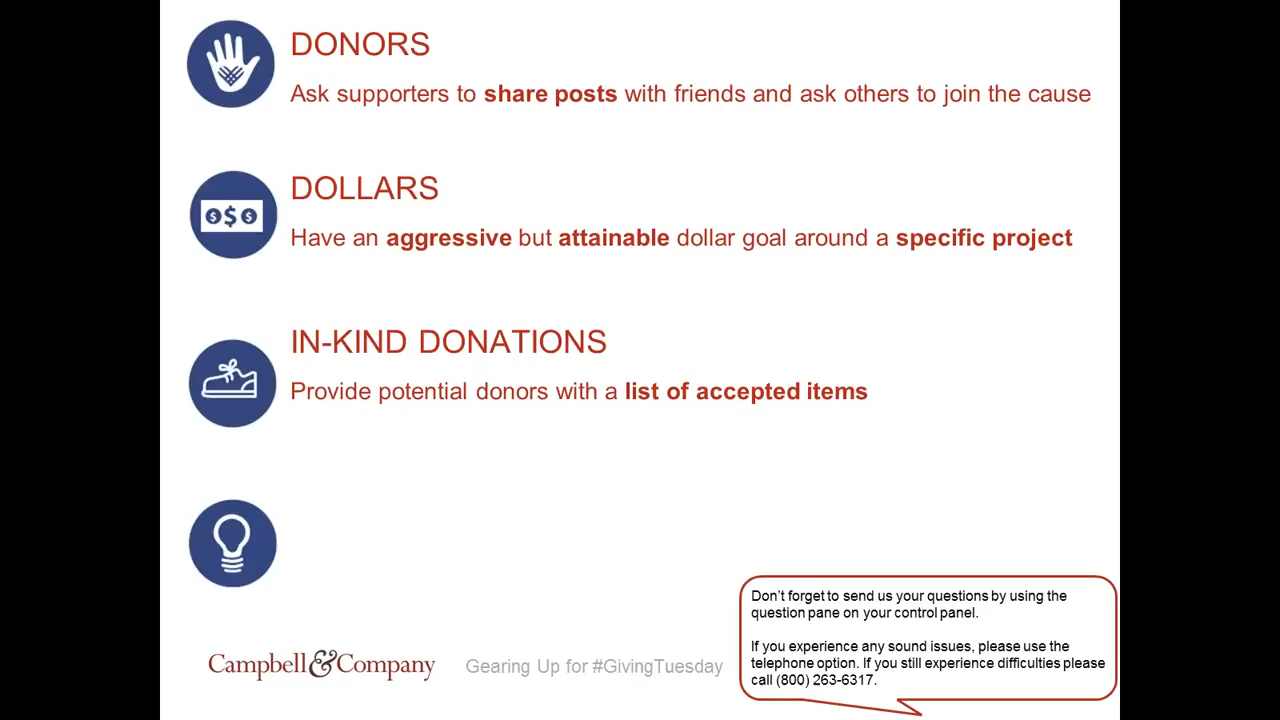 DONORS
Ask supporters to share posts with friends and ask others to join the cause
DOLLARS
Have an aggressive but attainable dollar goal around a specific project
IN-KIND DONATIONS
Provide potential donors with a list of accepted items
Don't forget to send us your questions by using the
question pane on your control panel.
If you experience any sound issues, please use the
telephone option. If you still experience difficulties please
call (800) 263-6317.
Campbell&Company
Gearing Up for #GivingTuesday